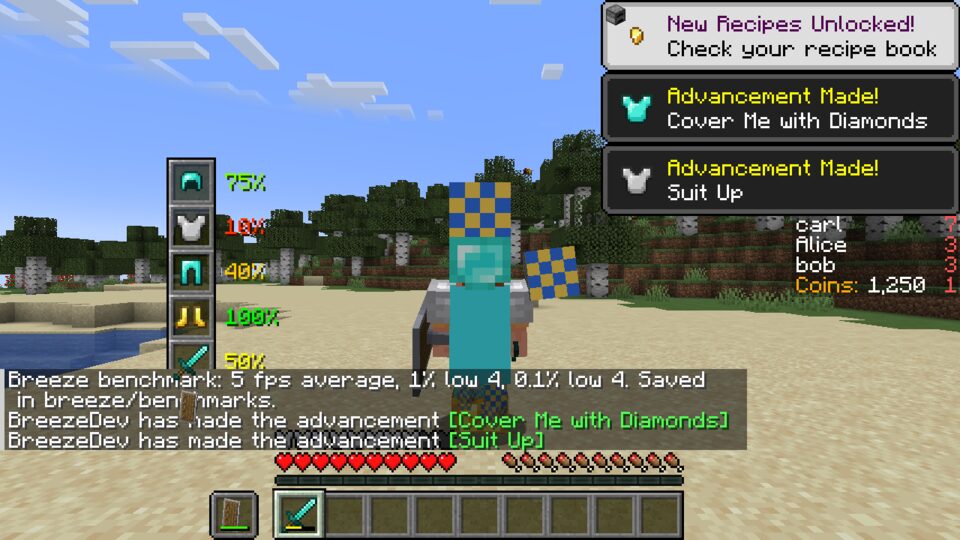 New Recipes Unlocked!
Check your recipe book
Advancement Made!
Cover Me with Diamonds
Advancement Made!
Suit Up
75%
10%
40%
100%
50%
carl 7
Alice 3
bob 3
Coins: 1,250 1
Breeze benchmark: 5 fps average, 1% low 4, 0.1% low 4. Saved
in breeze/benchmarks.
BreezeDev has made the advancement [Cover Me with Diamonds]
BreezeDev has made the advancement [Suit Up]